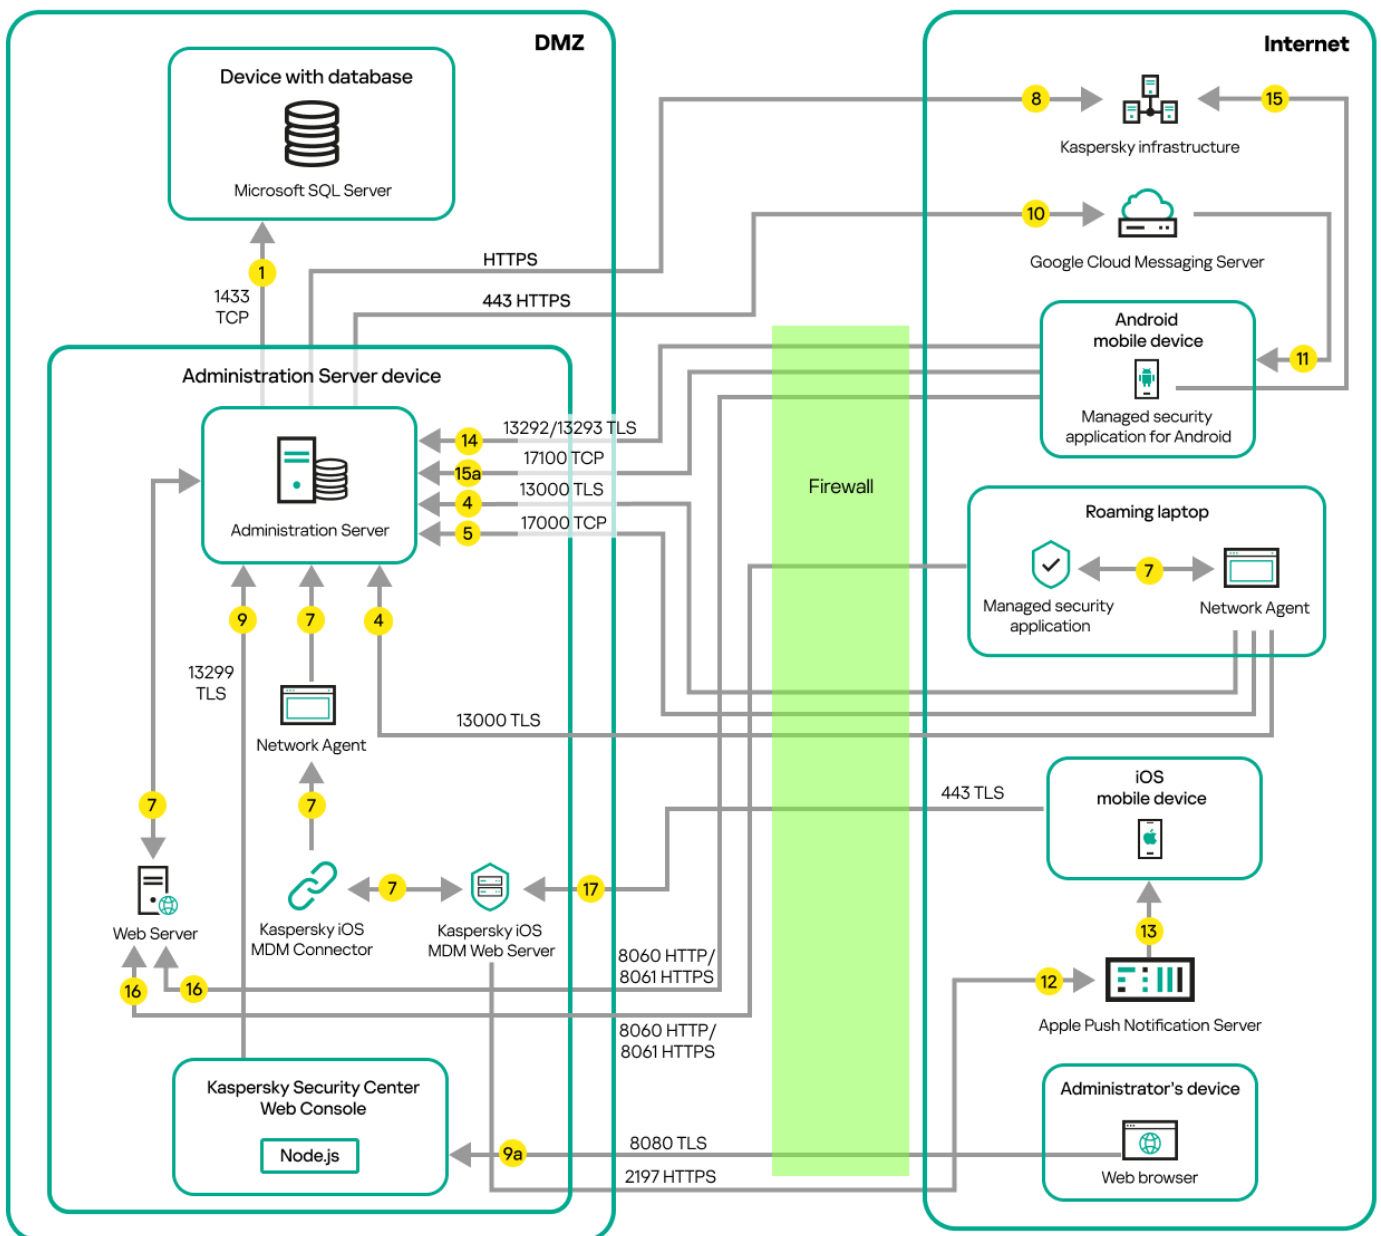 DMZ
Internet
Device with database
Microsoft SQL Server
8
15
Kaspersky infrastructure
10
Google Cloud Messaging Server
1
1433
TCP
HTTPS
443 HTTPS
Android
mobile device
11
Managed security
application for Android
Administration Server device
Administration Server
14
13292/13293 TLS
15a
17100 TCP
4
13000 TLS
5
17000 TCP
Firewall
Roaming laptop
7
Managed security
application
Network Agent
9
7
4
13299
TLS
Network Agent
13000 TLS
7
7
443 TLS
iOS
mobile device
Web Server
Kaspersky iOS
MDM Connector
7
Kaspersky iOS
MDM Web Server
17
13
16
16
8060 HTTP/
8061 HTTPS
12
Apple Push Notification Server
8060 HTTP/
8061 HTTPS
Kaspersky Security Center
Web Console
Node.js
9a
8080 TLS
2197 HTTPS
Administrator's device
Web browser